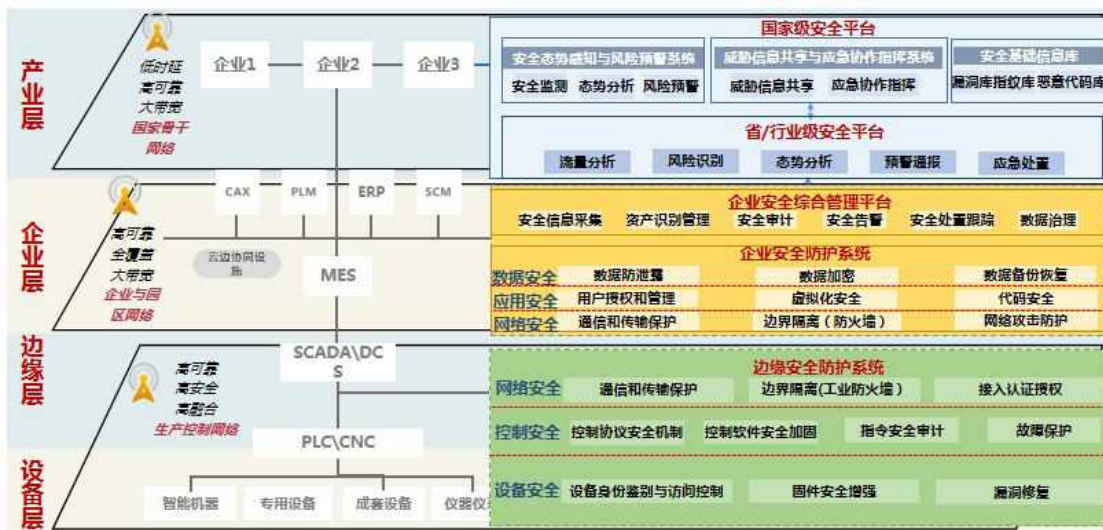 产业层
低时延
高可靠
大带宽
国家骨干
网络
企业1
企业2
企业3
国家级安全平台
安全态势感知与风险预警系统
安全监测 态势分析 风险预警
威胁信息共享与应急协作指挥系统
威胁信息共享 应急协作指挥
安全基础信息库
漏洞库指纹库 恶意代码库
省/行业级安全平台
流量分析
风险识别
态势分析
预警通报
应急处置
企业层
高可靠
全覆盖
大带宽
企业与园
区网络
CAX
PLM
ERP
SCM
云边协同设
施
MES
企业安全综合管理平台
安全信息采集 资产识别管理 安全审计 安全告警 安全处置跟踪 数据治理
企业安全防护系统
数据安全 数据防泄露 数据加密 数据备份恢复
应用安全 用户授权和管理 虚拟化安全 代码安全
网络安全 通信和传输保护 边界隔离(防火墙) 网络攻击防护
边缘层
高可靠
高安全
高融合
生产控制网络
SCADA\DC
S
PLC\CNC
边缘安全防护系统
网络安全 通信和传输保护 边界隔离(工业防火墙) 接入认证授权
控制安全 控制协议安全机制 控制软件安全加固 指令安全审计 故障保护
设备层
智能机器
专用设备
成套设备
仪器仪
设备安全 设备身份鉴别与访问控制 固件安全增强 漏洞修复